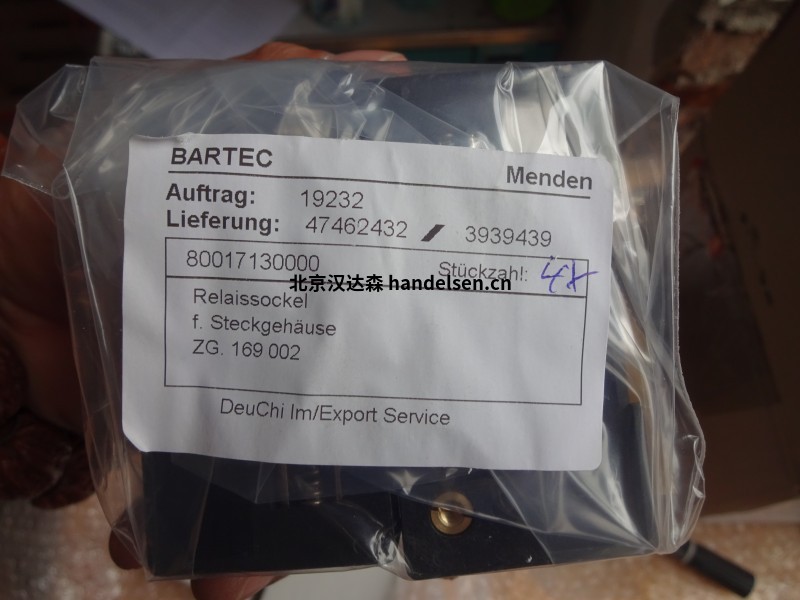 BARTEC
Menden
Auftrag: 19232
Lieferung: 47462432 / 3939439
80017130000 Stückzahl: 4x
北京汉达森 handelsen.cn
Relaissockel
f. Steckgehäuse
ZG. 169 002
DeuChi Im/Export Service